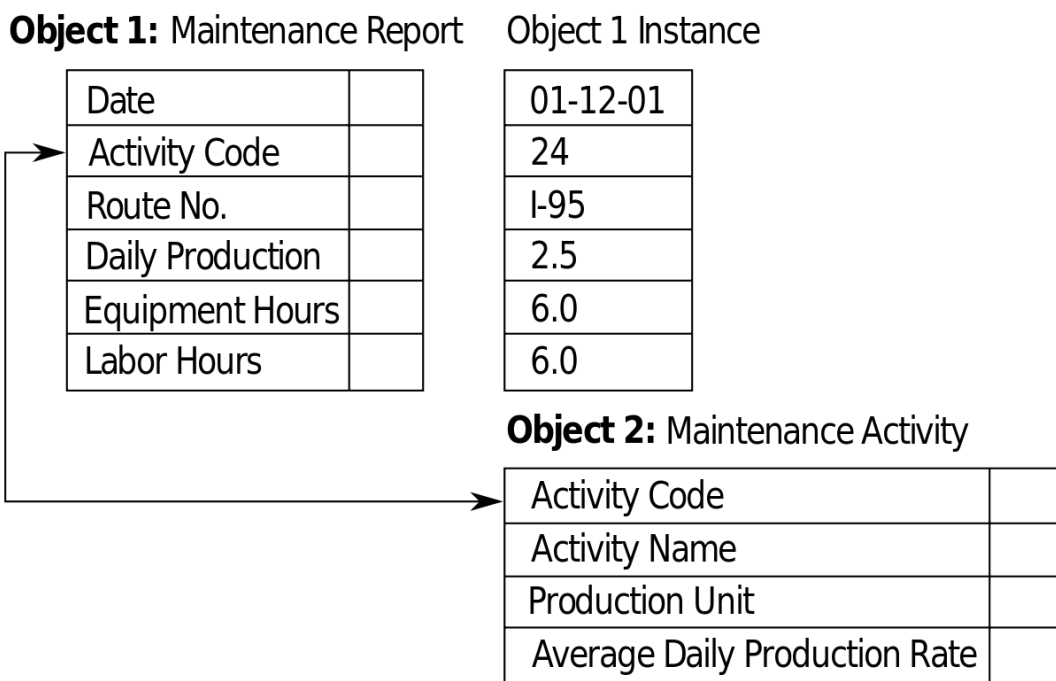 Object 1: Maintenance Report
Object 1 Instance
Date
01-12-01
Activity Code
24
Route No.
I-95
Daily Production
2.5
Equipment Hours
6.0
Labor Hours
6.0
Object 2: Maintenance Activity
Activity Code
Activity Name
Production Unit
Average Daily Production Rate